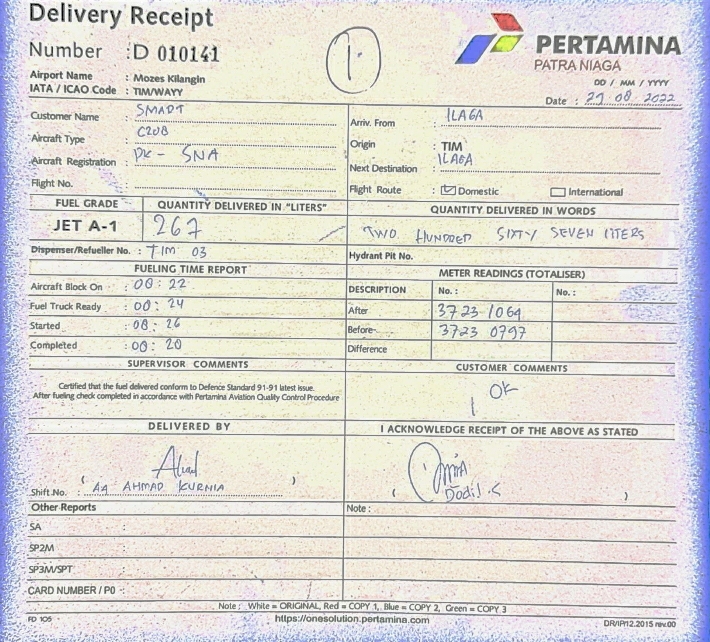 Delivery Receipt
Number : D 010141
1.
PERTAMINA
PATRA NIAGA
Airport Name : Mozes Kilangin
IATA / ICAO Code : TIM/WAYY
DD / MM / YYYY
Date : 29 08 2022
Customer Name : SMART
Aircraft Type : C208
Aircraft Registration : PK - SNA
Flight No. :
Arriv. From : ILAGA
Origin : TIM
Next Destination : ILAGA
Flight Route : ☑ Domestic ☐ International
FUEL GRADE QUANTITY DELIVERED IN "LITERS" QUANTITY DELIVERED IN WORDS
JET A-1 267 TWO HUNDRED SIXTY SEVEN LITERS
Dispenser/Refueller No. : TIM 03 Hydrant Pit No.
FUELING TIME REPORT METER READINGS (TOTALISER)
Aircraft Block On : 08:22
Fuel Truck Ready : 08:24
Started : 08:26
Completed : 08:28
DESCRIPTION No. : No. :
After 3723 1064
Before 3723 0797
Difference
SUPERVISOR COMMENTS CUSTOMER COMMENTS
Certified that the fuel delivered conform to Defence Standard 91-91 latest issue.
After fueling check completed in accordance with Pertamina Aviation Quality Control Procedure
OK
DELIVERED BY I ACKNOWLEDGE RECEIPT OF THE ABOVE AS STATED
Shift.No. : ( AA AHMAD KURNIA )
( Dodi .S )
Other Reports Note :
SA :
SP2M :
SP3M/SPT :
CARD NUMBER / PO :
Note : White = ORIGINAL, Red = COPY 1, Blue = COPY 2, Green = COPY 3
FD 105 https://onesolution.pertamina.com DR/IP/12.2015 rev.00